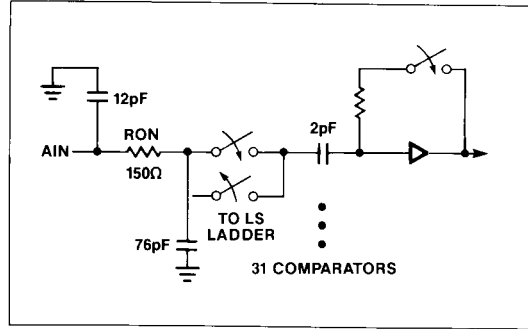 12pF
AIN
RON
150Ω
2pF
TO LS
LADDER
76pF
31 COMPARATORS